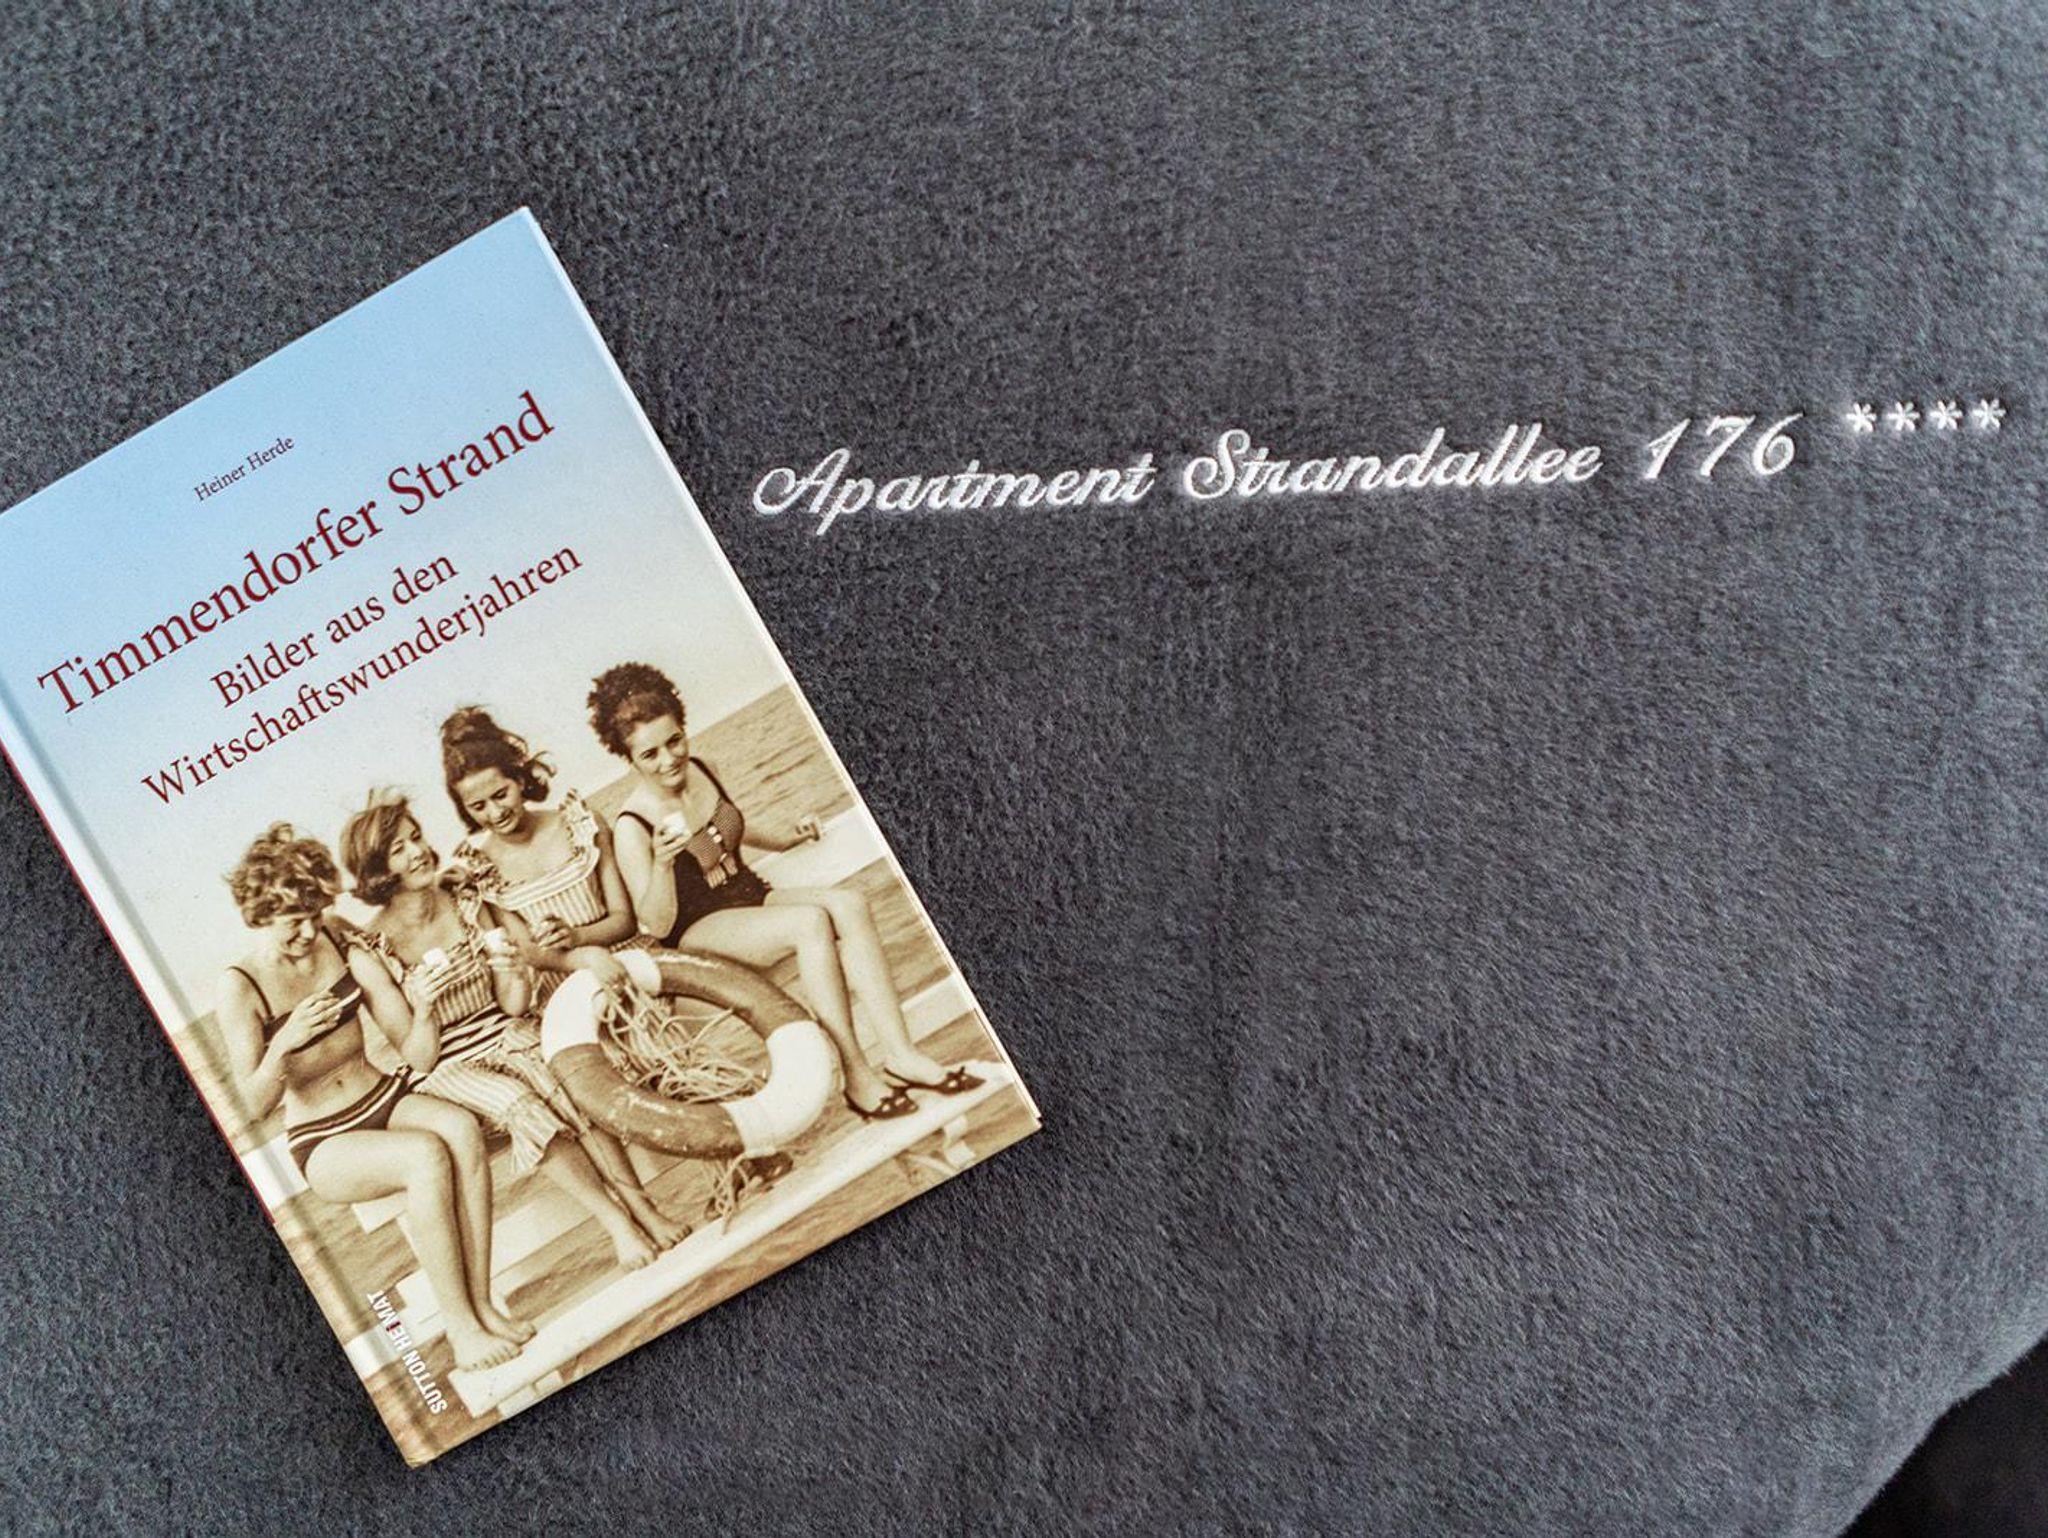 Heiner Herde
Timmendorfer Strand
Bilder aus den
Wirtschaftswunderjahren
SUTTON HEIMAT
Apartment Strandallee 176 ****